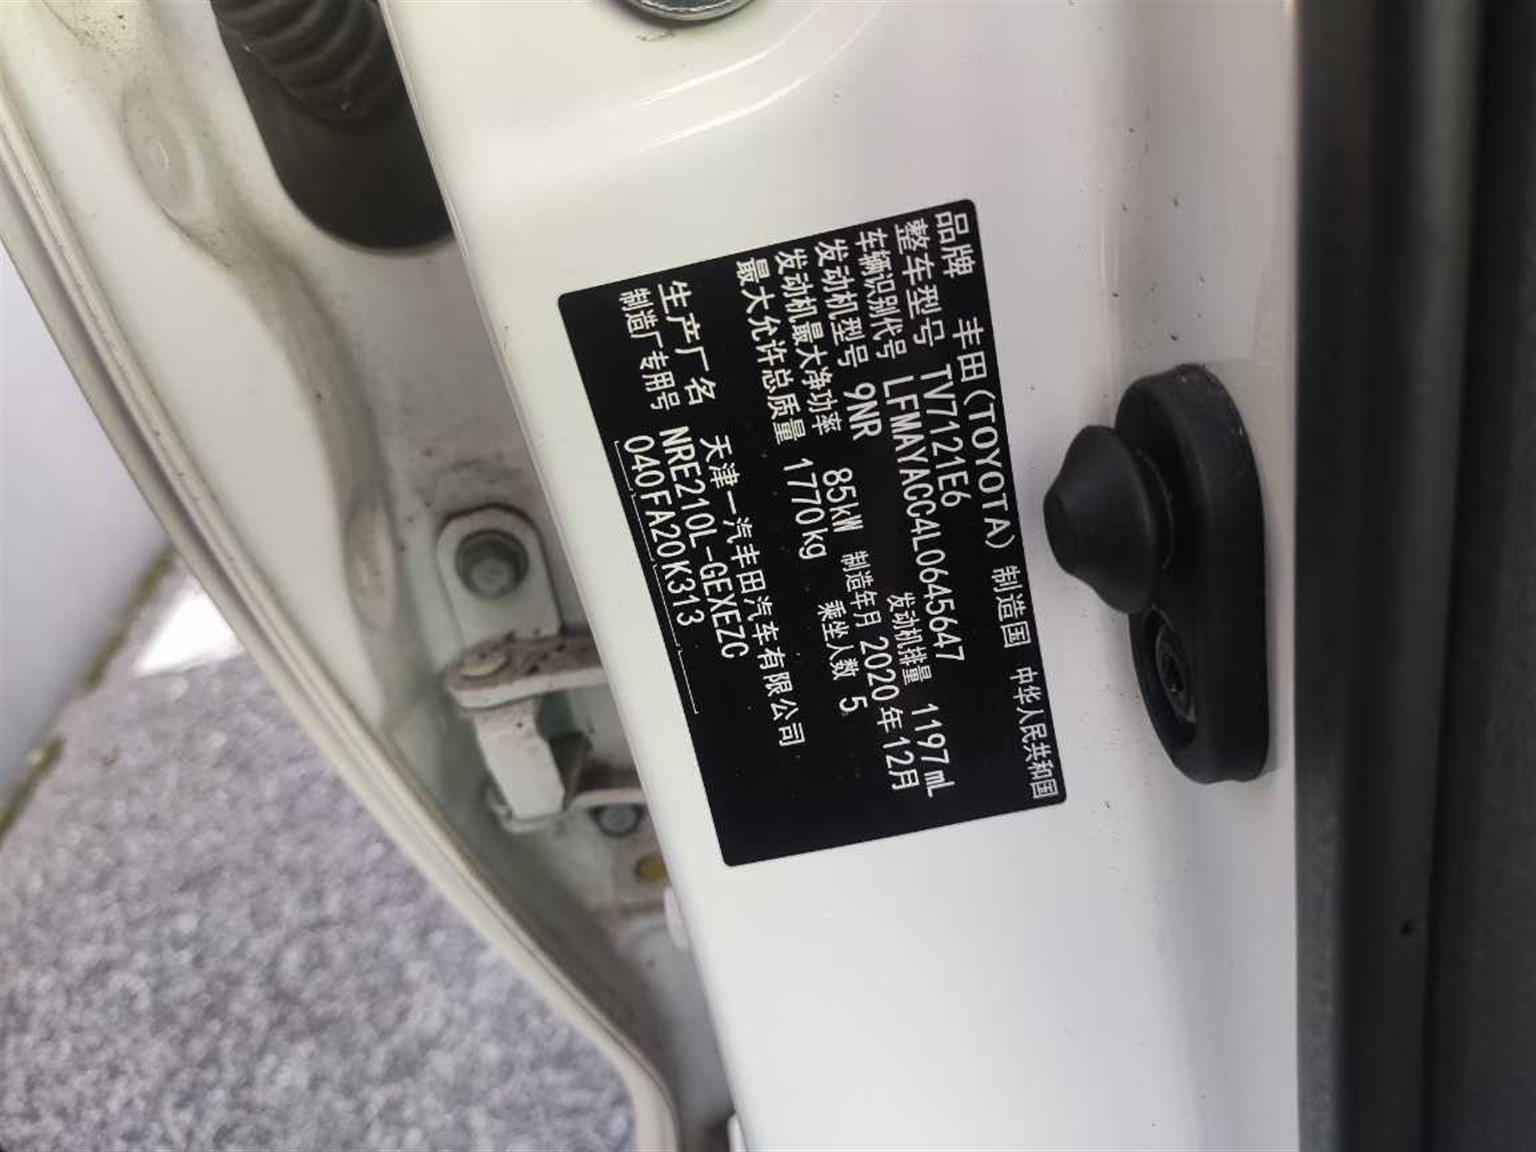 品牌 丰田(TOYOTA) 制造国 中华人民共和国
整车型号 TV7121E6
车辆识别代号 LFMAYACC4L0645647
发动机型号 9NR 发动机排量 1197mL
发动机最大净功率 85kW 制造年月 2020年12月
最大允许总质量 1770kg 乘坐人数 5
生产厂名 天津一汽丰田汽车有限公司
制造厂专用号 NRE210L-GEXEZC
040FA20K313